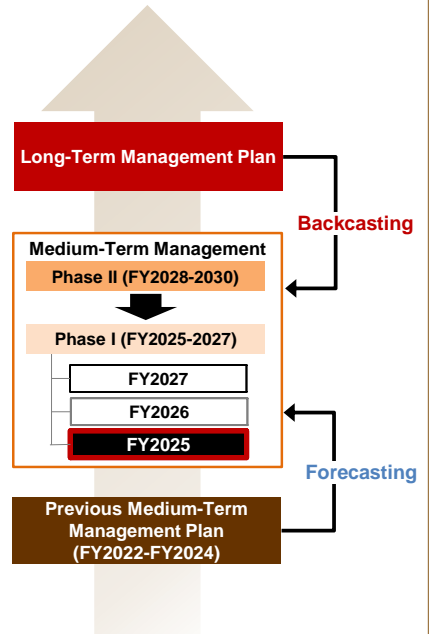 Long-Term Management Plan
Backcasting
Medium-Term Management
Phase II (FY2028-2030)
Phase I (FY2025-2027)
FY2027
FY2026
FY2025
Forecasting
Previous Medium-Term
Management Plan
(FY2022-FY2024)